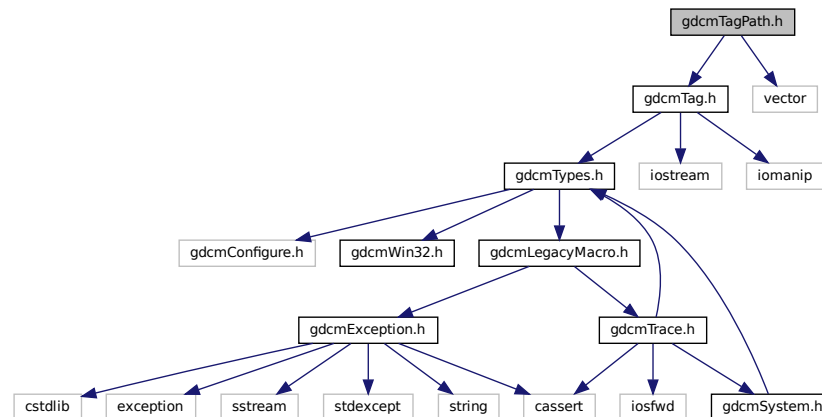 gdcmTagPath.h
gdcmTag.h
vector
gdcmTypes.h
iostream
iomanip
gdcmConfigure.h
gdcmWin32.h
gdcmLegacyMacro.h
gdcmException.h
gdcmTrace.h
cstdlib
exception
sstream
stdexcept
string
cassert
iosfwd
gdcmSystem.h